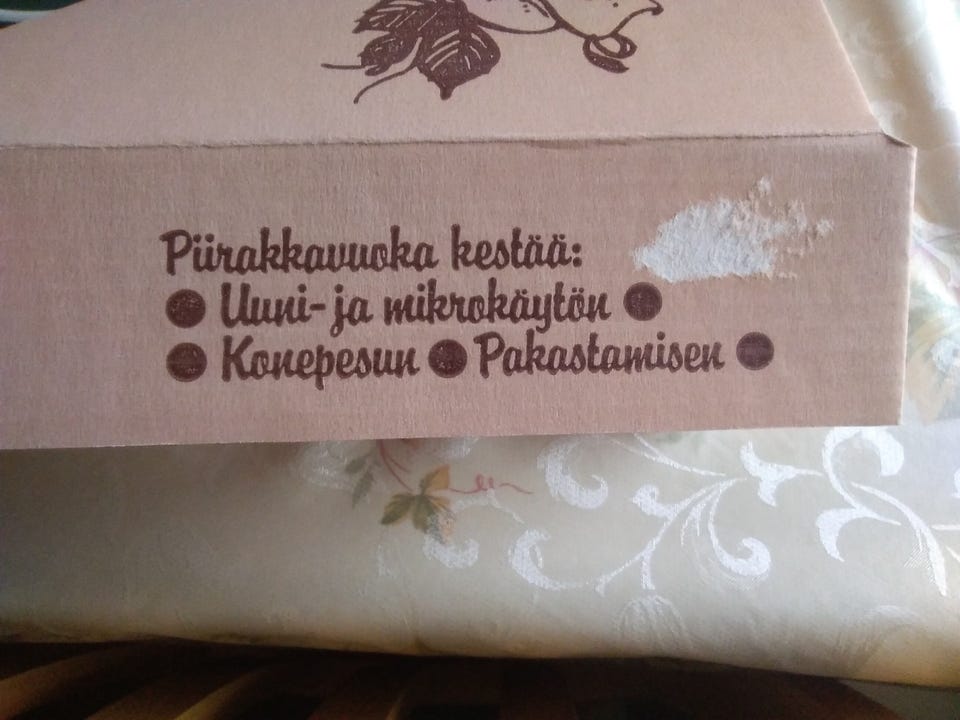 Piirakkavuoka kestää:
● Uuni- ja mikrokäytön ●
● Konepesun ● Pakastamisen ●